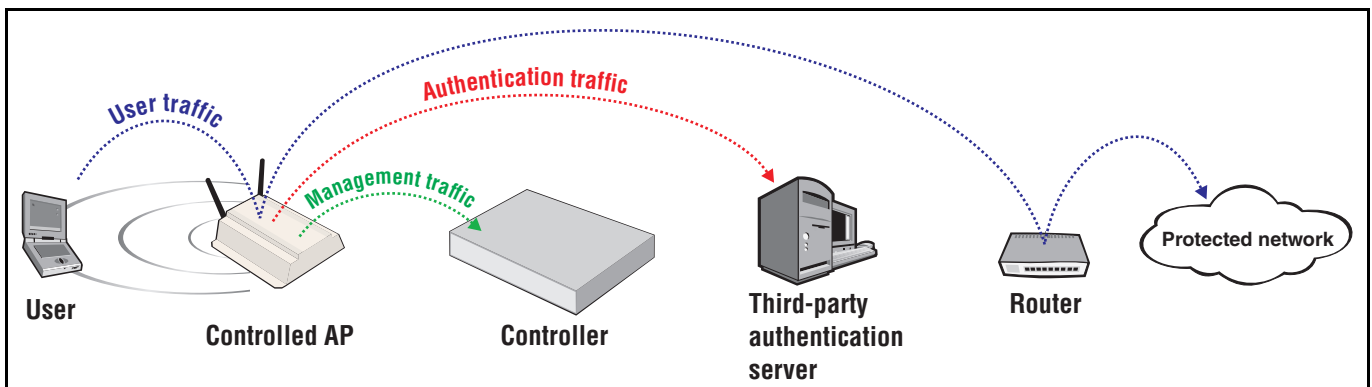 User traffic
Authentication traffic
Management traffic
User
Controlled AP
Controller
Third-party
authentication
server
Router
Protected network